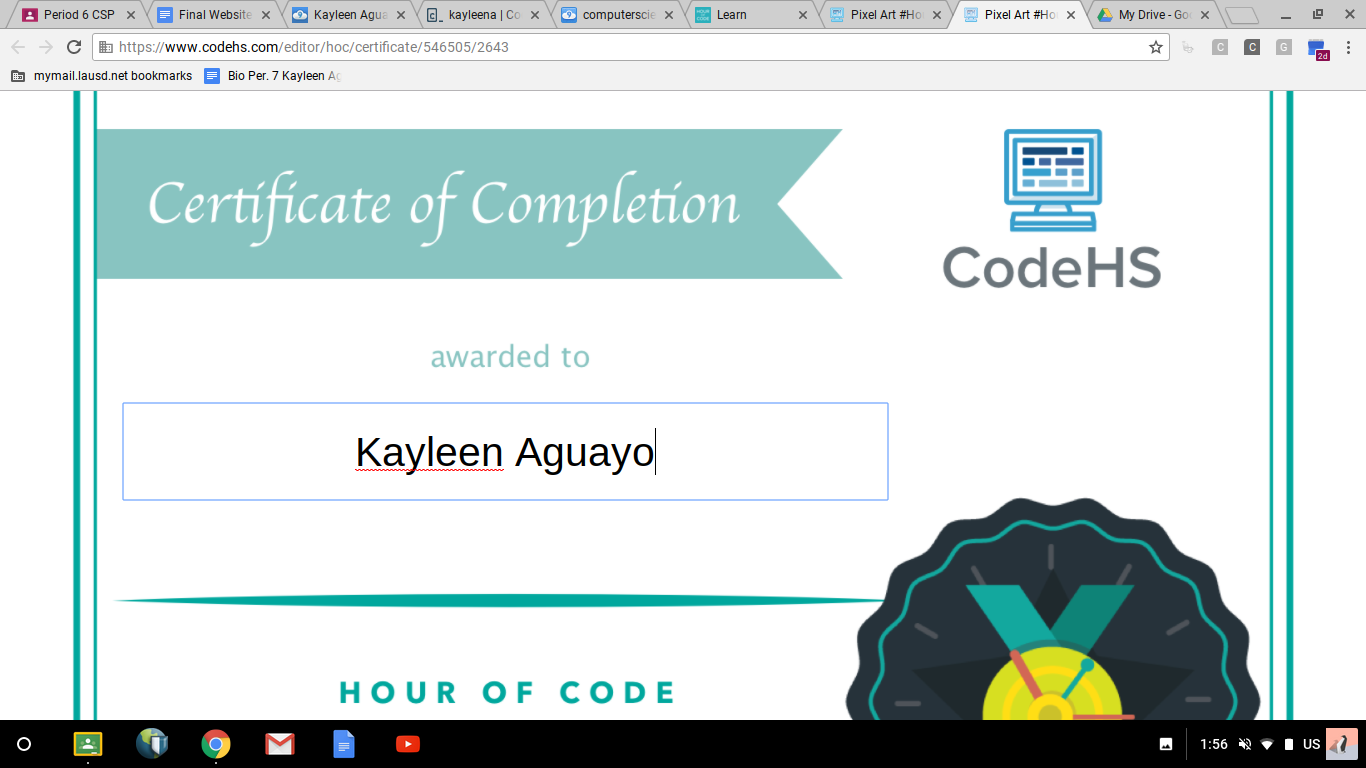 Period 6 CSP
Final Website
Kayleen Agua
kayleena | Co
computerscie
Learn
Pixel Art #Ho
Pixel Art #Ho
My Drive - Goo
https://www.codehs.com/editor/hoc/certificate/546505/2643
C
C
G
2d
mymail.lausd.net bookmarks
Bio Per. 7 Kayleen Ag
Certificate of Completion
CodeHS
awarded to
Kayleen Aguayo
HOUR OF CODE
1:56
US